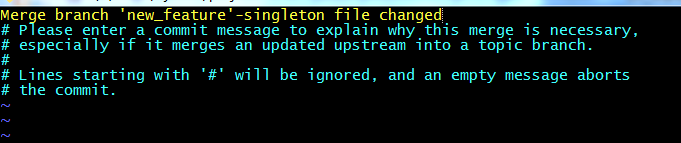 Merge branch 'new_feature'-singleton file changed
# Please enter a commit message to explain why this merge is necessary,
# especially if it merges an updated upstream into a topic branch.
#
# Lines starting with '#' will be ignored, and an empty message aborts
# the commit.
~
~
~